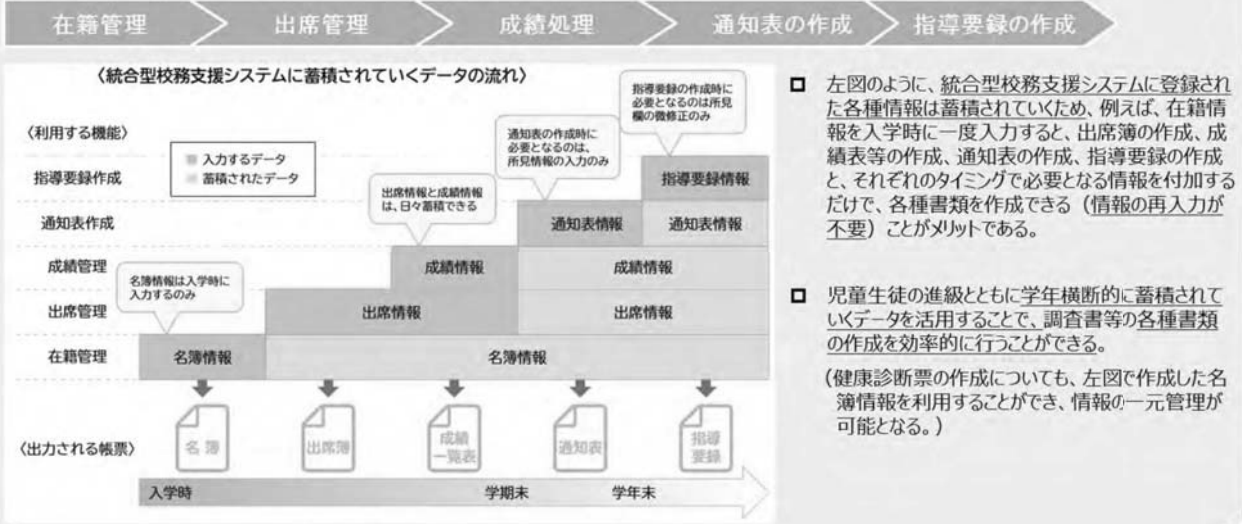 在籍管理
出席管理
成績処理
通知表の作成
指導要録の作成
〈統合型校務支援システムに蓄積されていくデータの流れ〉
〈利用する機能〉
入力するデータ
蓄積されたデータ
指導要録の作成時に
必要となるのは所見
欄の微修正のみ
通知表の作成時に
必要となるのは、
所見情報の入力のみ
出席情報と成績情報
は、日々蓄積できる
名簿情報は入学時に
入力するのみ
指導要録作成
指導要録情報
通知表作成
通知表情報
通知表情報
成績管理
成績情報
成績情報
出席管理
出席情報
出席情報
在籍管理
名簿情報
名簿情報
〈出力される帳票〉
名簿
出席簿
成績
一覧表
通知表
指導
要録
入学時
学期末
学年末
左図のように、統合型校務支援システムに登録され
た各種情報は蓄積されていくため、例えば、在籍情
報を入学時に一度入力すると、出席簿の作成、成
績表等の作成、通知表の作成、指導要録の作成
と、それぞれのタイミングで必要となる情報を付加する
だけで、各種書類を作成できる（情報の再入力が
不要）ことがメリットである。
児童生徒の進級とともに学年横断的に蓄積されて
いくデータを活用することで、調査書等の各種書類
の作成を効率的に行うことができる。
（健康診断票の作成についても、左図で作成した名
簿情報を利用することができ、情報の一元管理が
可能となる。）